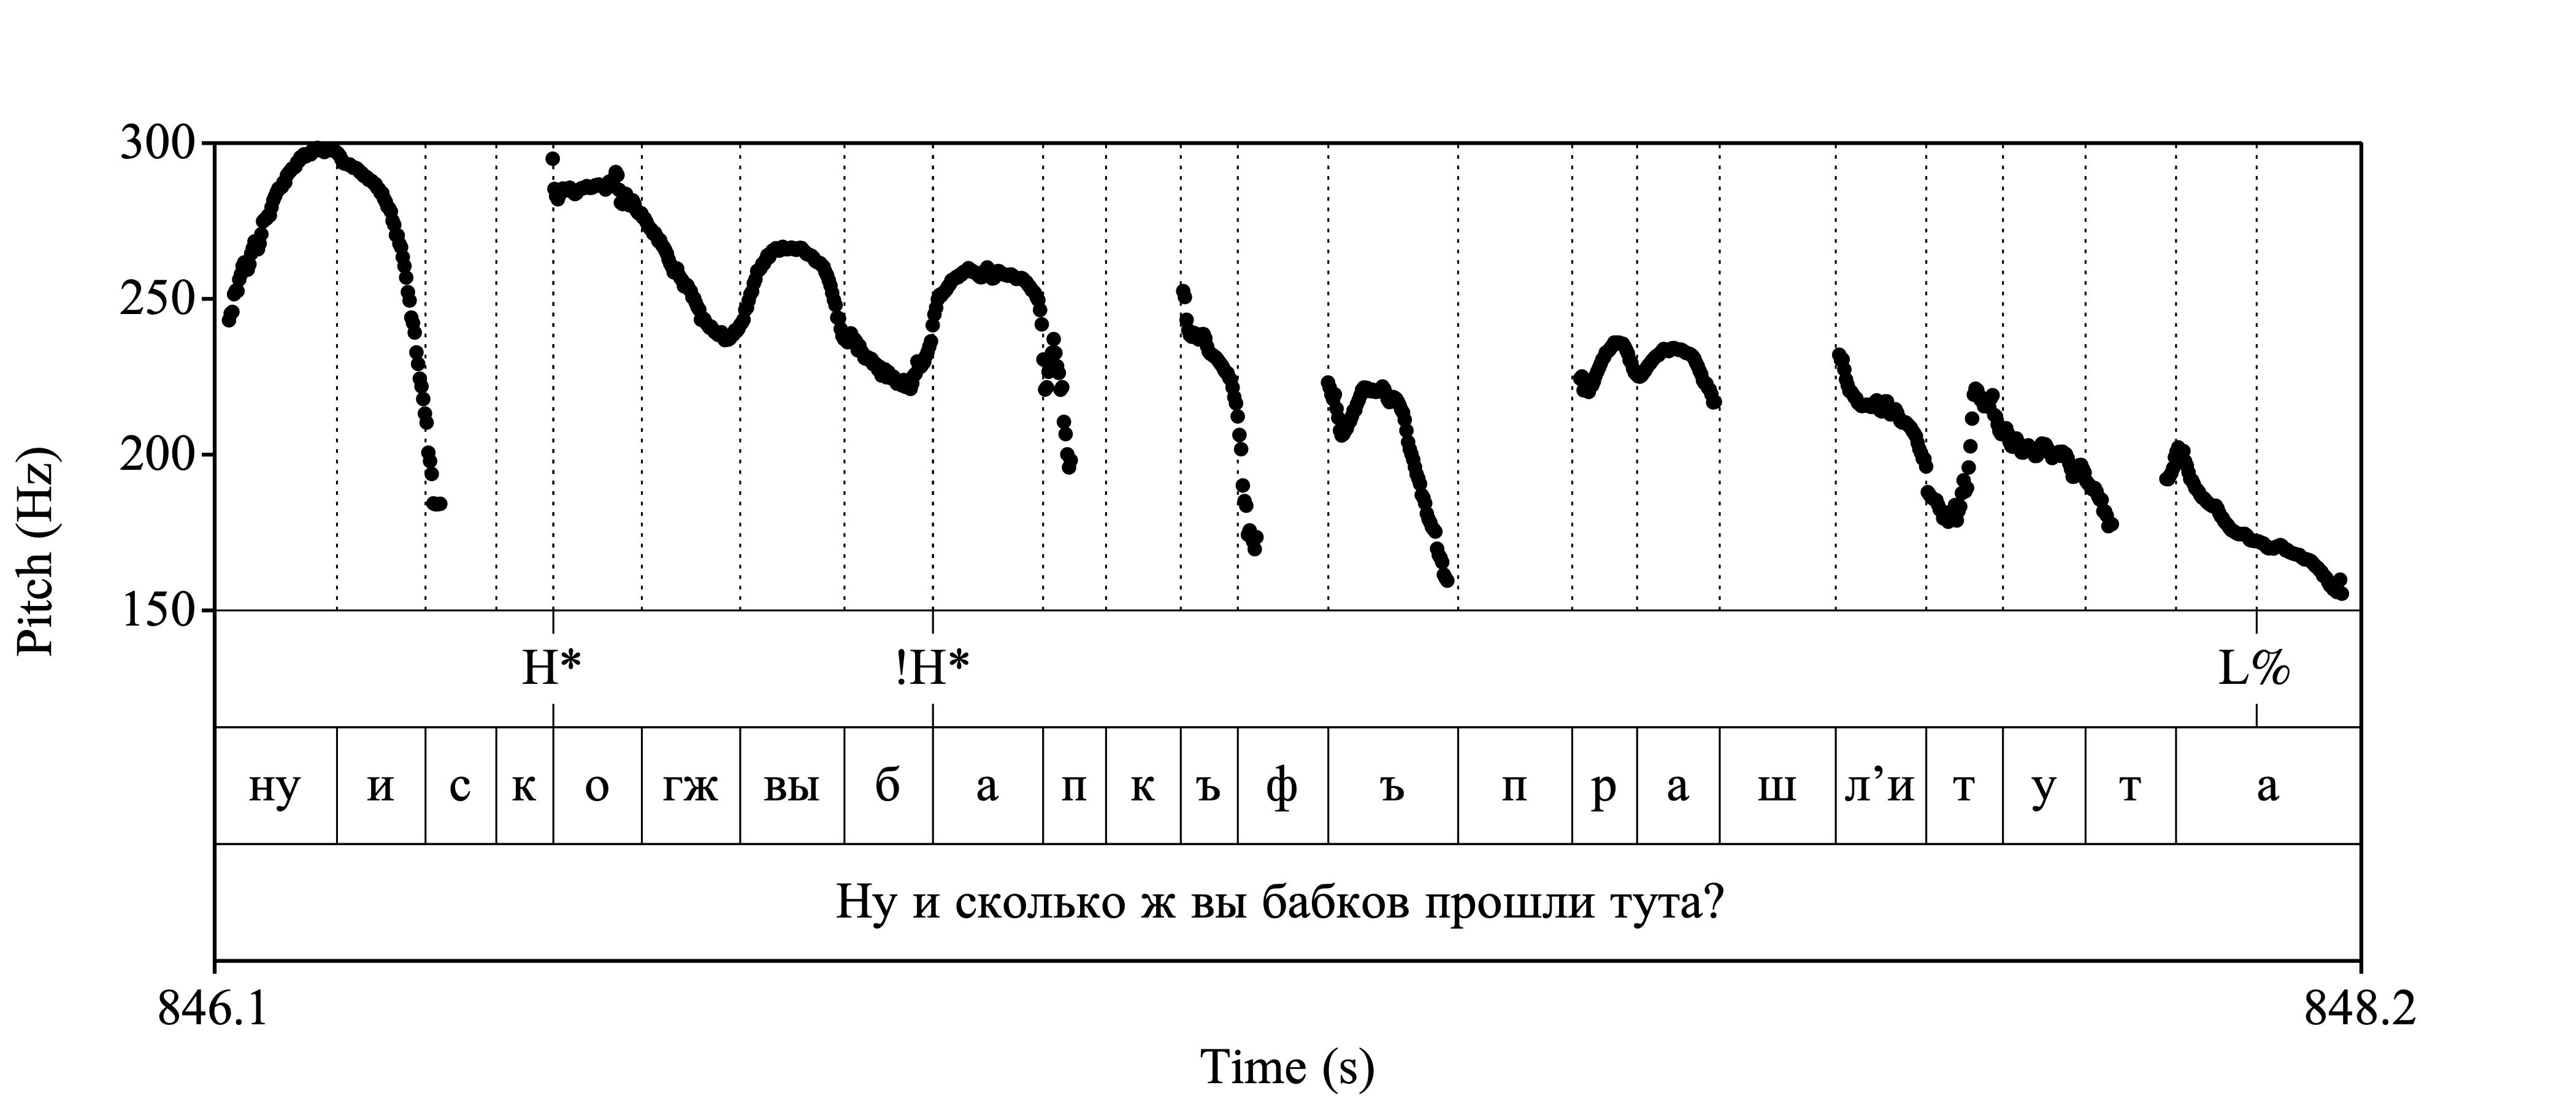 300
250
200
150
Pitch (Hz)
H* !H* L%
ну и с к о гж вы б а п к ъ ф ъ п р а ш л’и т у т а
Ну и сколько ж вы бабков прошли тута?
846.1 848.2
Time (s)